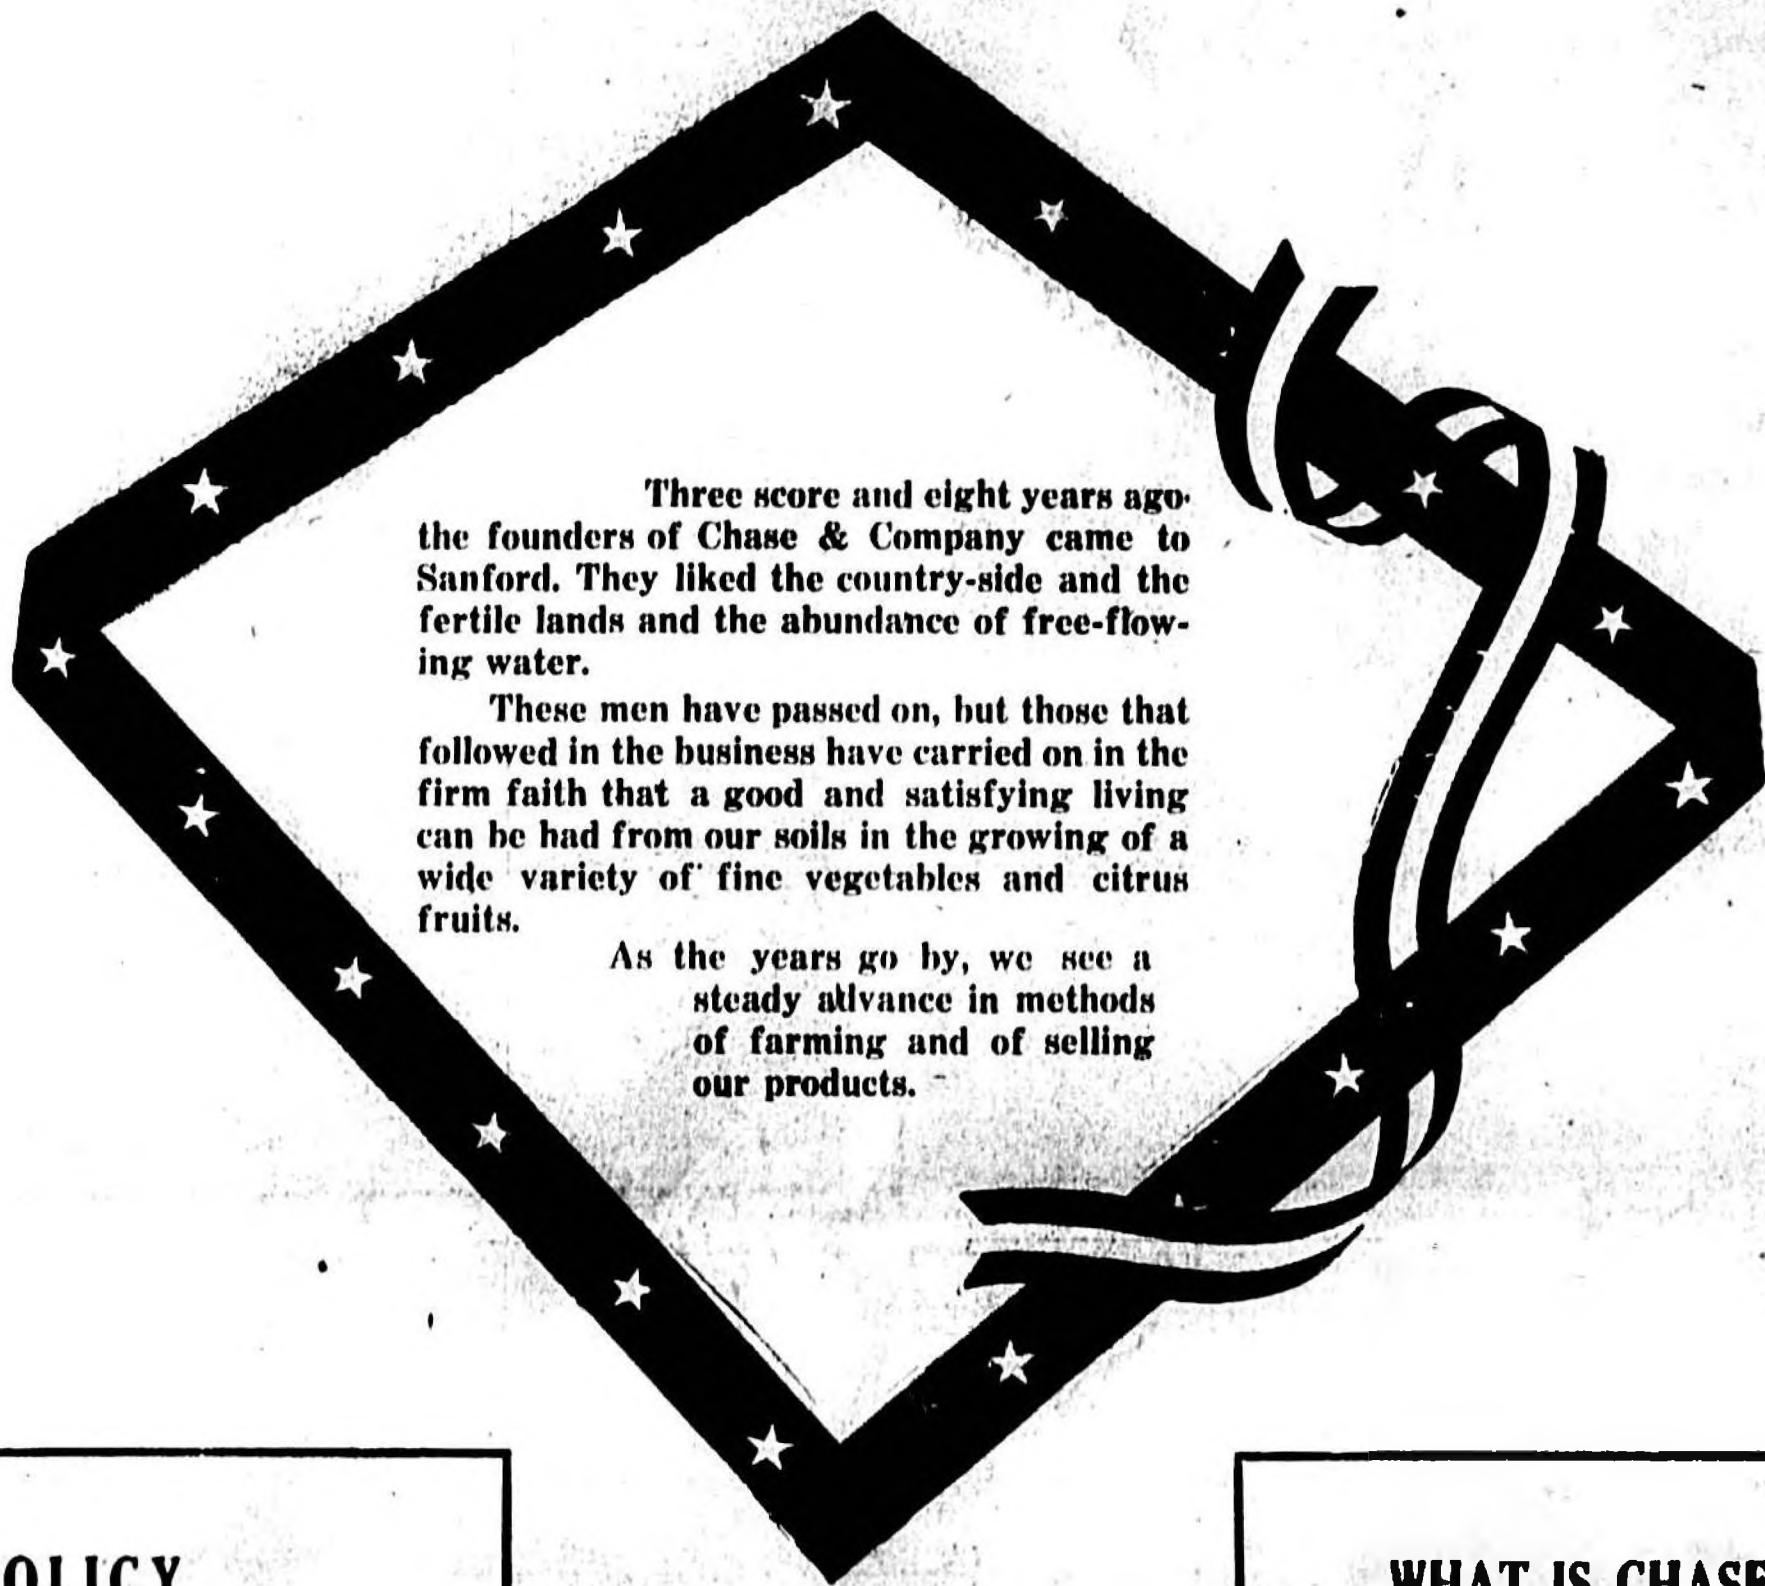 Three score and eight years ago
the founders of Chase & Company came to
Sanford. They liked the country-side and the
fertile lands and the abundance of free-flow-
ing water.
These men have passed on, but those that
followed in the business have carried on in the
firm faith that a good and satisfying living
can be had from our soils in the growing of a
wide variety of fine vegetables and citrus
fruits.
As the years go by, we see a
steady advance in methods
of farming and of selling
our products.
OLICY
WHAT IS CHASE